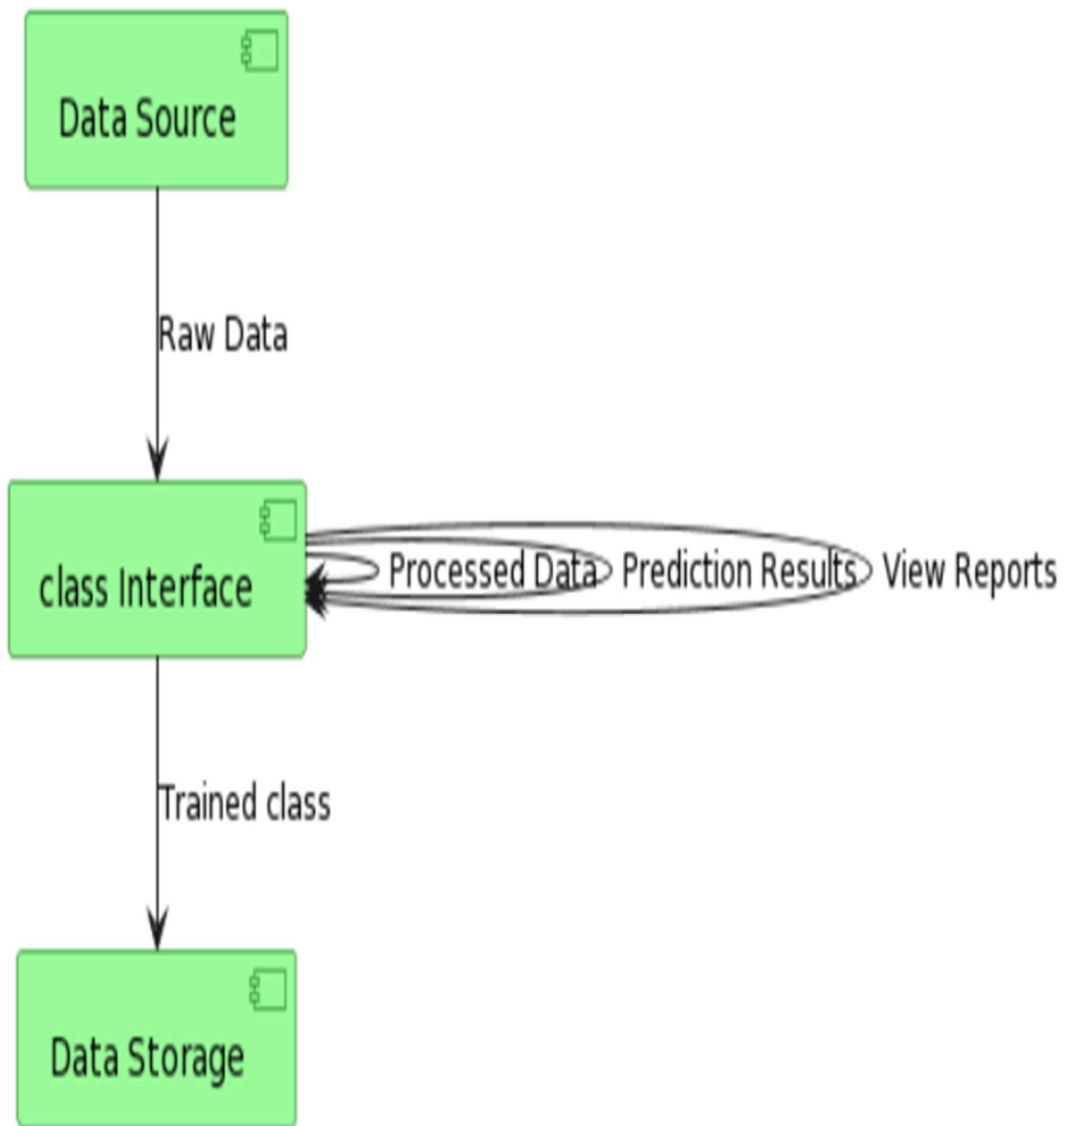 Data Source
Raw Data
class Interface
Processed Data
Prediction Results
View Reports
Trained class
Data Storage